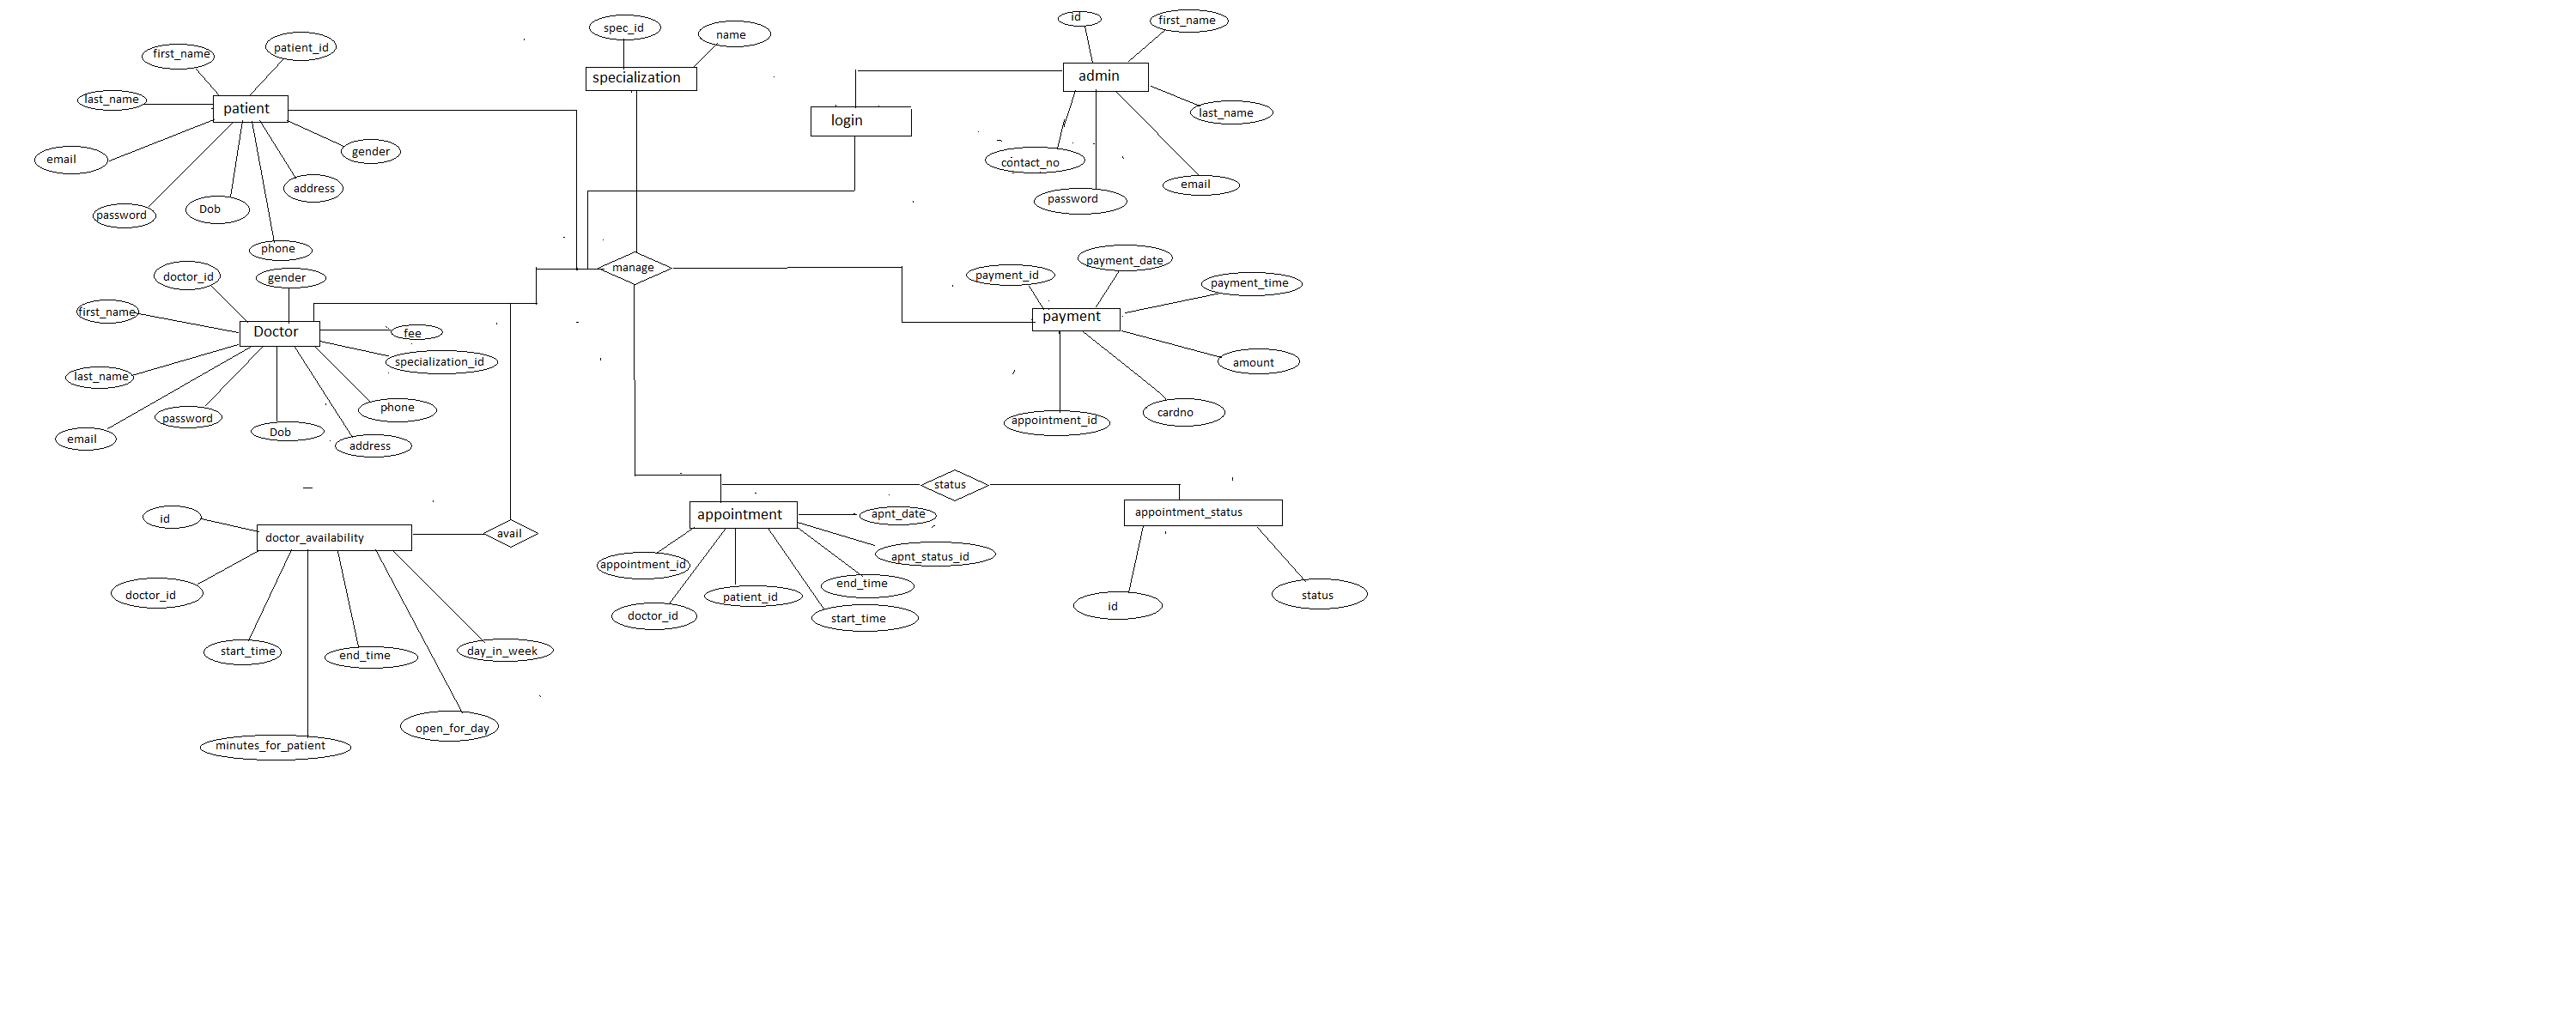 id
first_name
spec_id
name
patient_id
first_name
specialization
admin
last_name
patient
last_name
login
gender
email
contact_no
address
email
password
Dob
password
phone
payment_date
manage
doctor_id
gender
payment_id
payment_time
first_name
payment
Doctor
fee
specialization_id
amount
last_name
phone
cardno
password
appointment_id
Dob
email
address
status
appointment
apnt_date
appointment_status
id
avail
doctor_availability
apnt_status_id
appointment_id
end_time
doctor_id
patient_id
status
id
doctor_id
start_time
start_time
end_time
day_in_week
open_for_day
minutes_for_patient